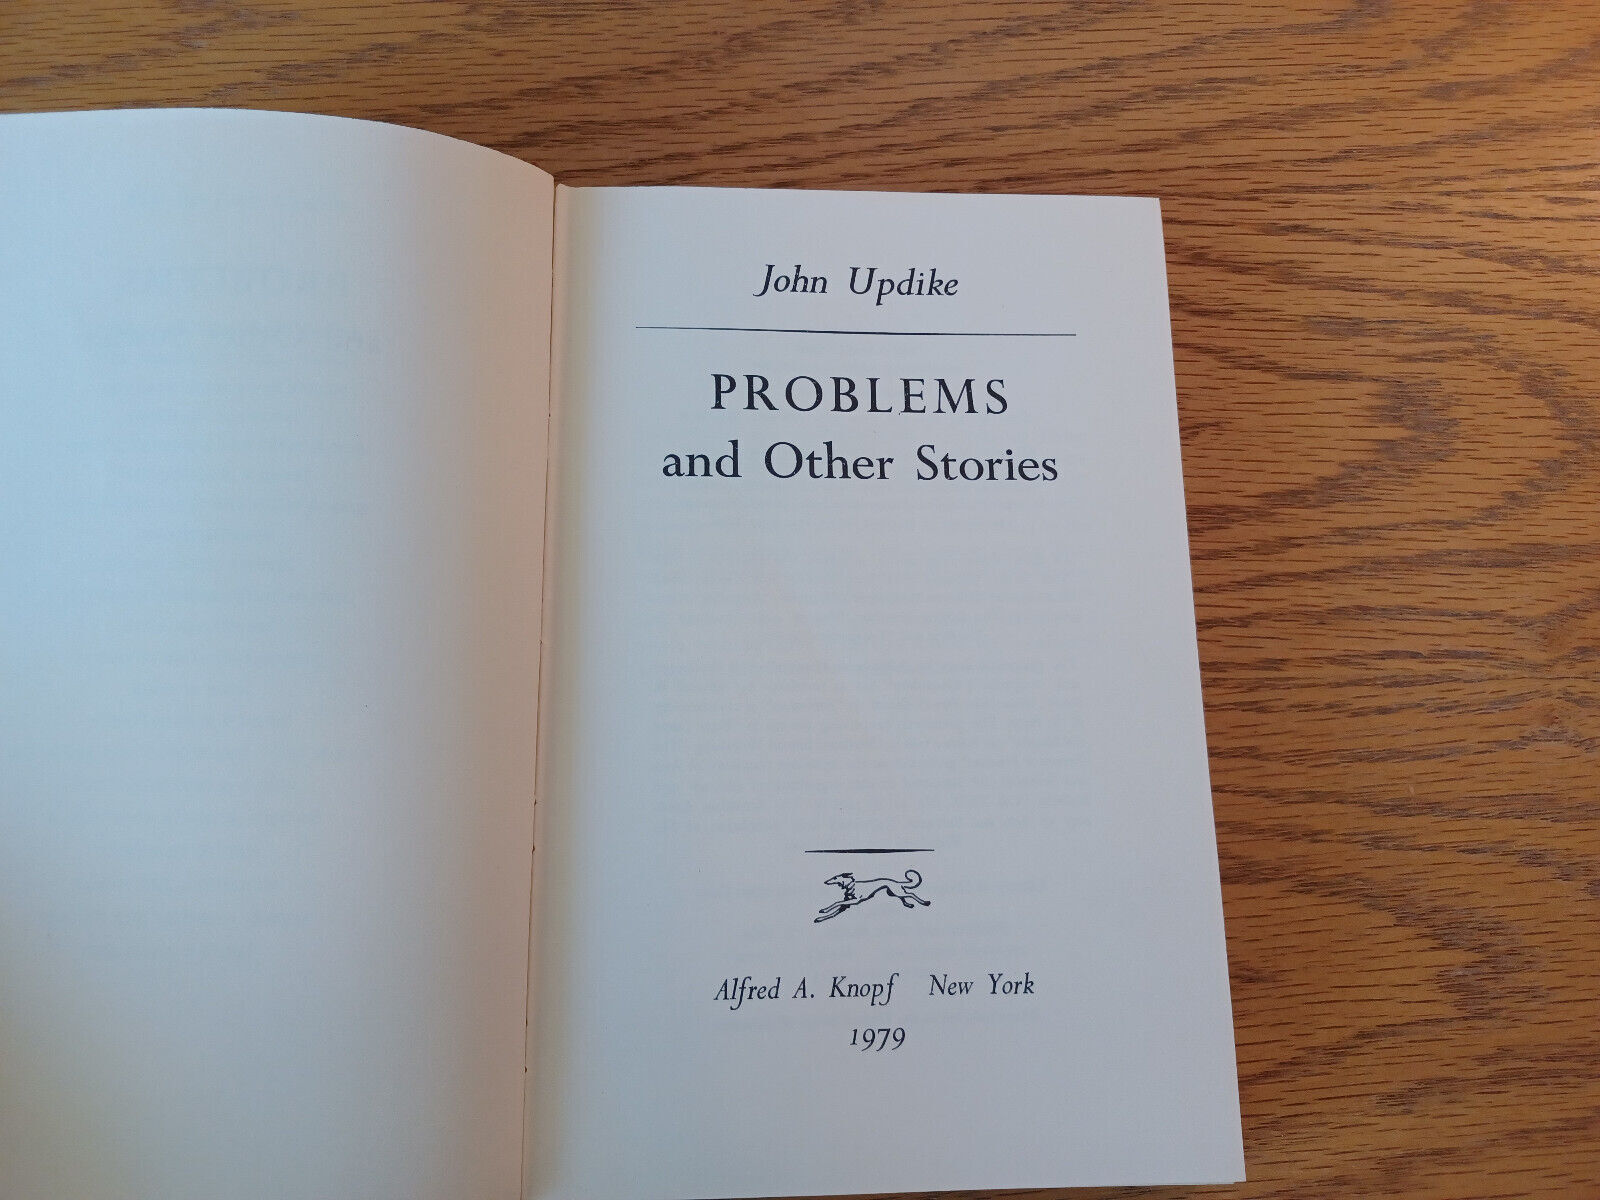 John Updike
PROBLEMS
and Other Stories
Alfred A. Knopf New York
1979